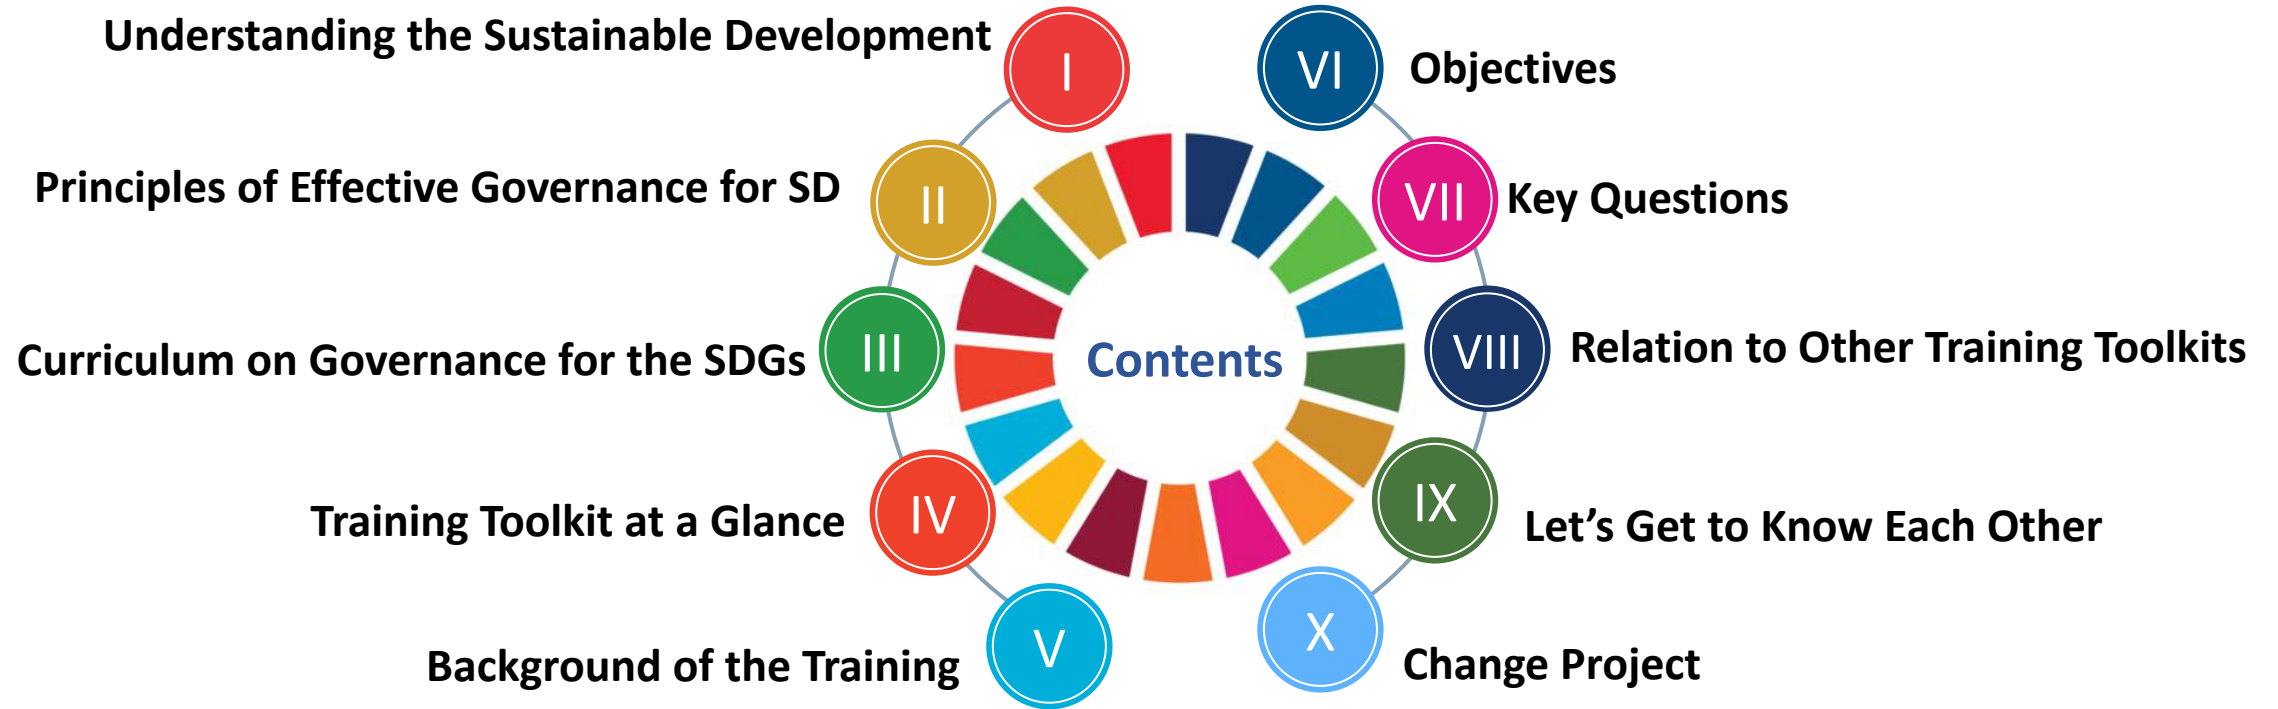 Understanding the Sustainable Development
I
Principles of Effective Governance for SD
II
Curriculum on Governance for the SDGs
III
Training Toolkit at a Glance
IV
Background of the Training
V
Contents
VI
Objectives
VII
Key Questions
VIII
Relation to Other Training Toolkits
IX
Let’s Get to Know Each Other
X
Change Project